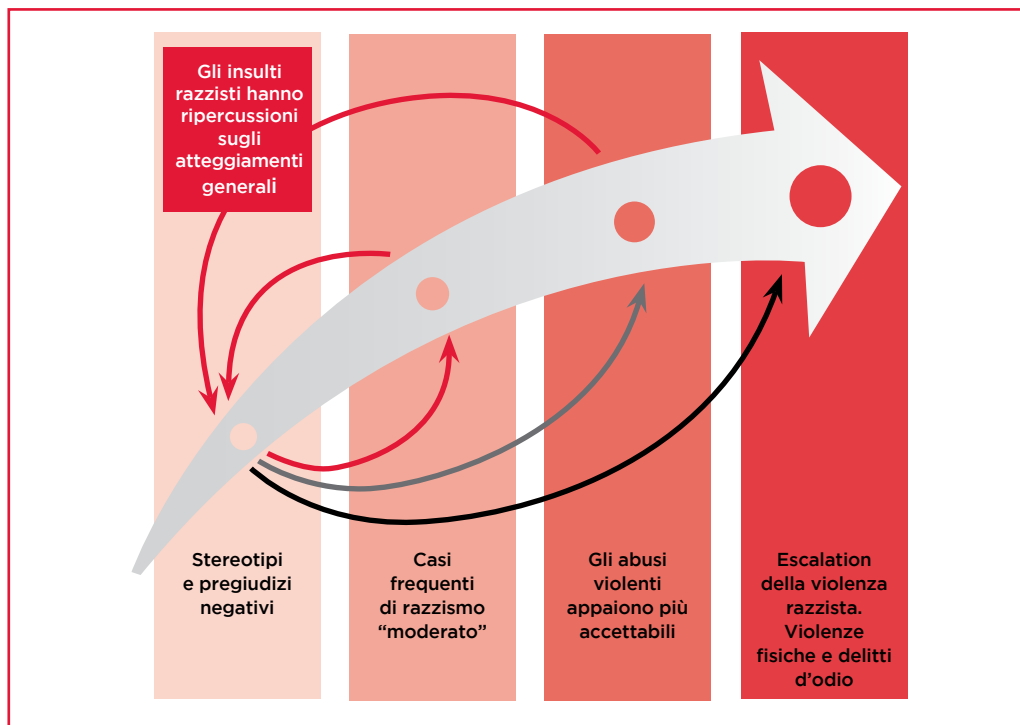 Gli insulti
razzisti hanno
ripercussioni
sugli
atteggiamenti
generali
Stereotipi
e pregiudizi
negativi
Casi
frequenti
di razzismo
“moderato”
Gli abusi
violenti
appaiono più
accettabili
Escalation
della violenza
razzista.
Violenze
fisiche e delitti
d’odio